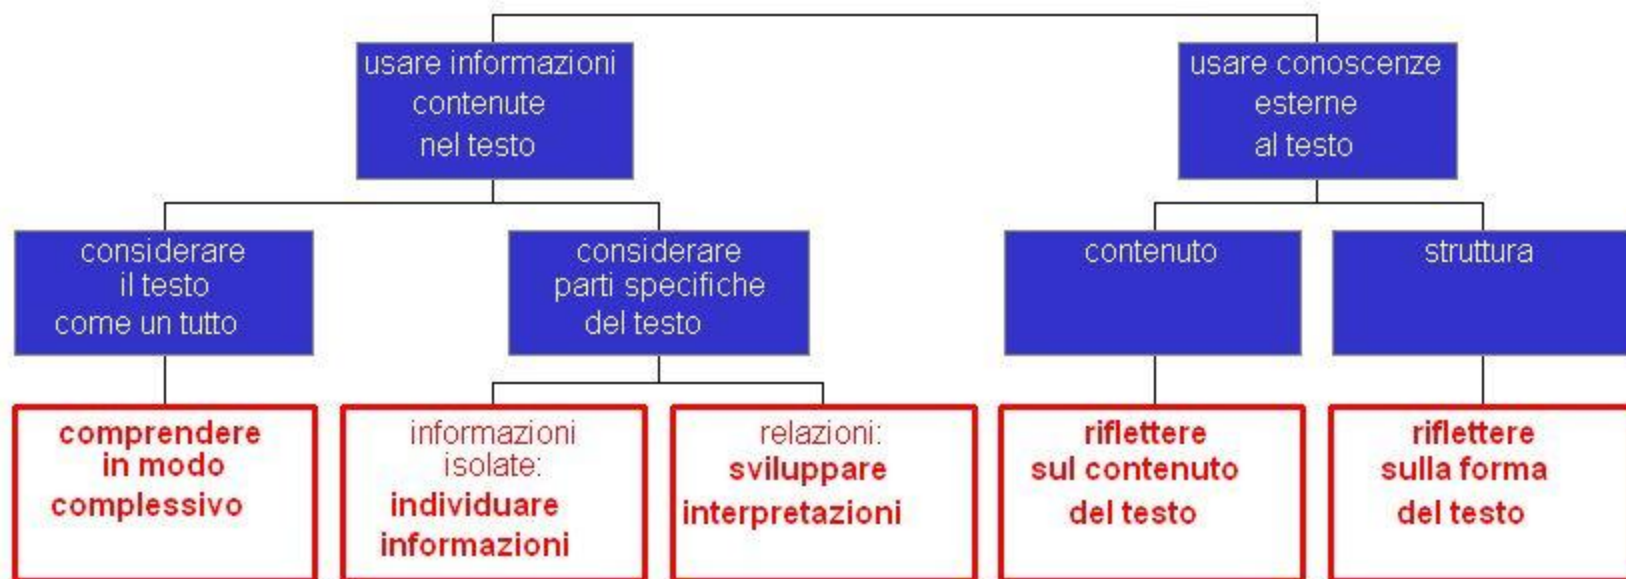 usare informazioni
contenute
nel testo
usare conoscenze
esterne
al testo
considerare
il testo
come un tutto
considerare
parti specifiche
del testo
contenuto
struttura
comprendere
in modo
complessivo
informazioni
isolate:
individuare
informazioni
relazioni:
sviluppare
interpretazioni
riflettere
sul contenuto
del testo
riflettere
sulla forma
del testo